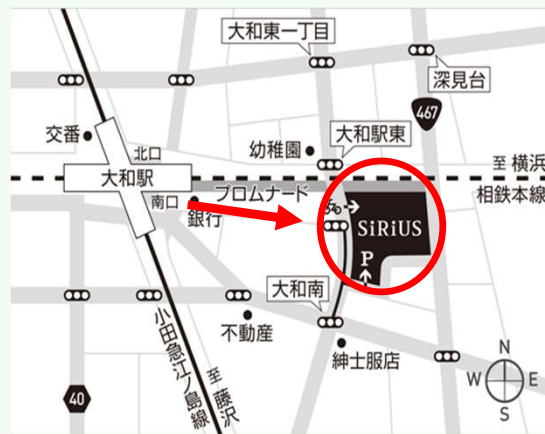 大和東一丁目
深見台
467
交番
北口
幼稚園
大和駅東
至 横浜
大和駅
プロムナード
相鉄本線
南口
銀行
SiRiUS
P
大和南
不動産
紳士服店
小田急江ノ島線
至 藤沢
40
N
W E
S